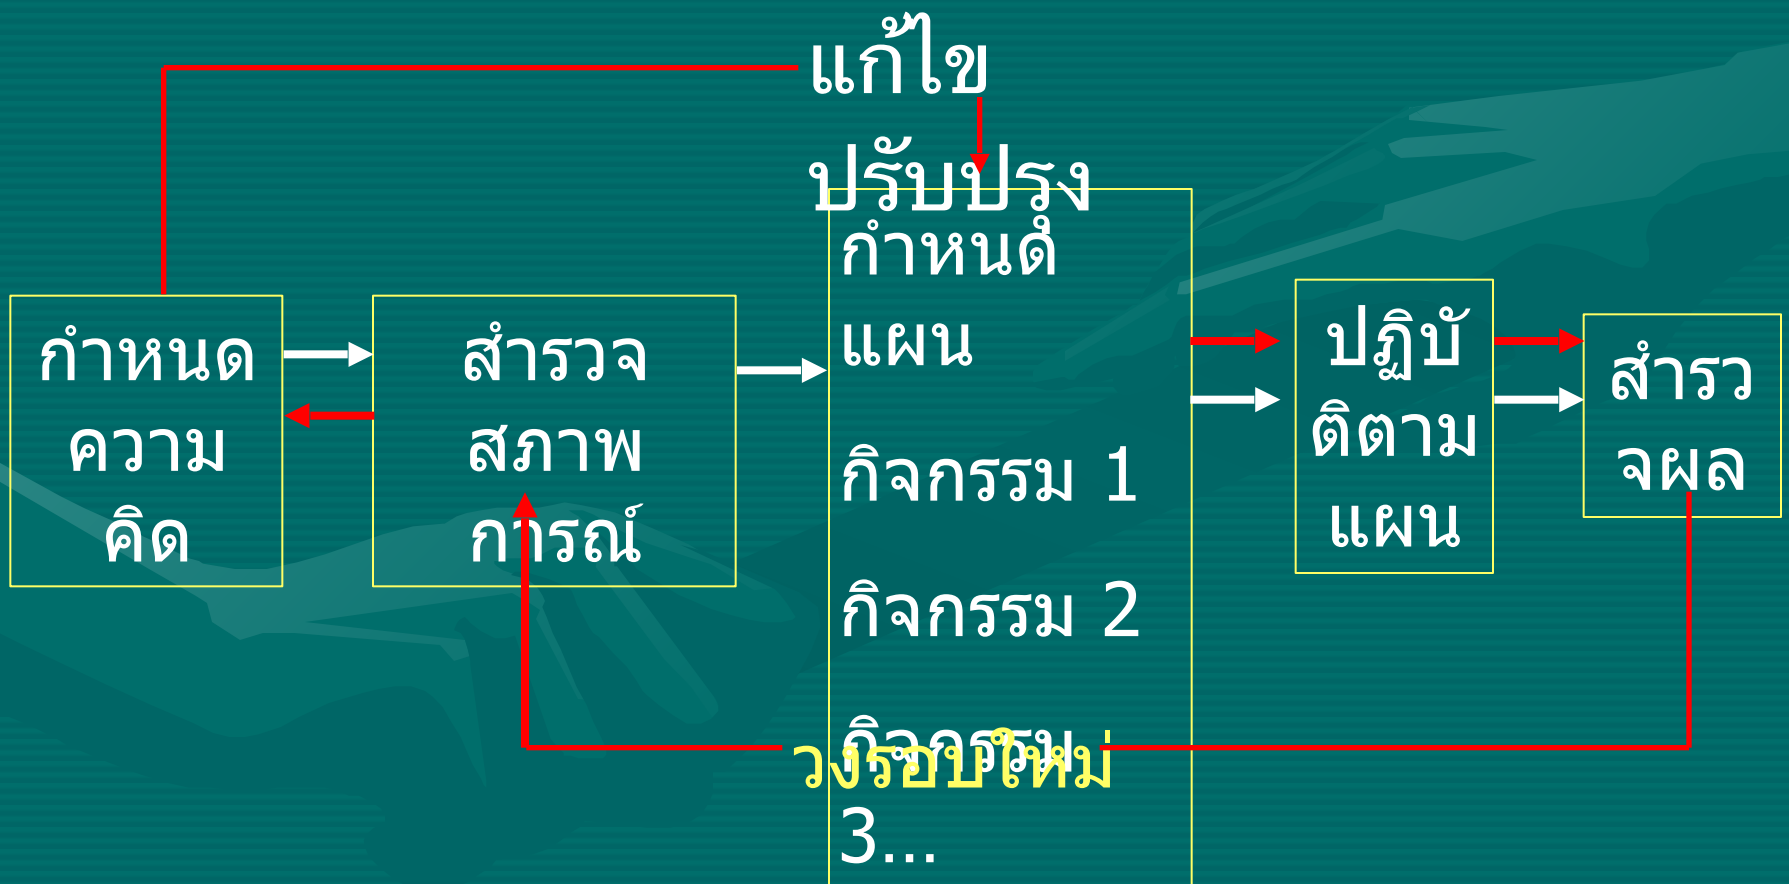 แก้ไข
ปรับปรุง
กำหนด
ความ
คิด
สำรวจ
สภาพ
การณ์
กำหนด
แผน
กิจกรรม 1
กิจกรรม 2
กิจกรรม
3...
ปฏิบั
ติตาม
แผน
สำรว
จผล
วงรอบใหม่